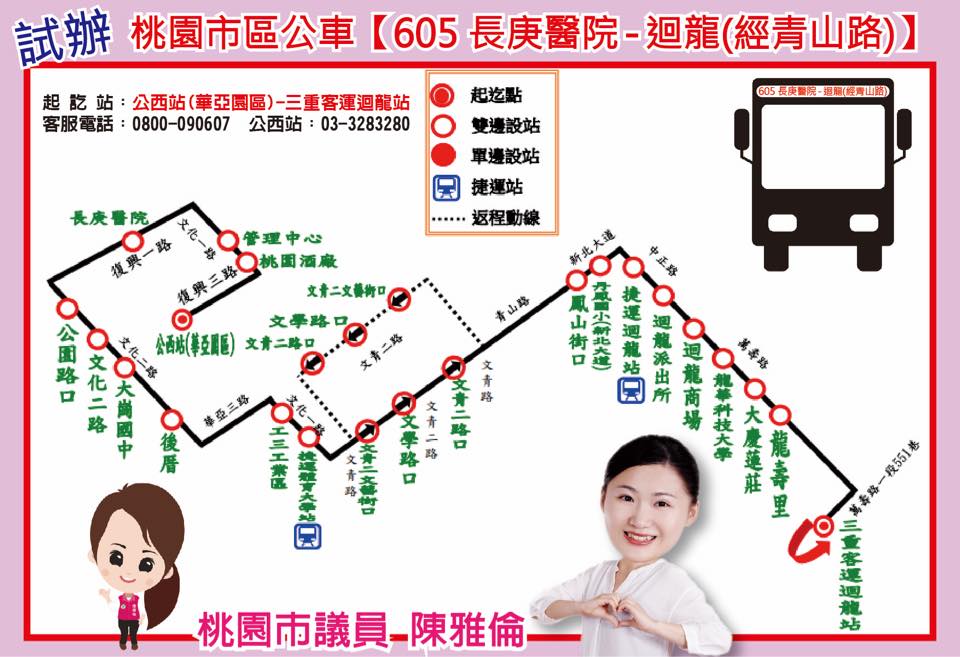 試辦 桃園市區公車【605 長庚醫院-迴龍(經青山路)】
起 訖 站：公西站(華亞園區)-三重客運迴龍站
客服電話：0800-090607 公西站：03-3283280
起迄點
雙邊設站
單邊設站
捷運站
返程動線
605 長庚醫院-迴龍(經青山路)
長庚醫院
復興一路
文化一路
管理中心
桃園酒廠
復興三路
公西站(華亞園區)
公園路口
文化二路
文化二路
大崗國中
後厝
華亞三路
文化一路
工三工業區
捷運體育大學站
文青二文藝街口
文學路口
文青二路口
文青二路
文青路
文青二文藝街口
文學路口
文青二路
文青二路口
文青路
青山路
新北大道
鳳山街口
丹鳳國小(新北大道)
中正路
捷運迴龍站
迴龍派出所
迴龍商場
萬壽路
龍華科技大學
大慶蓮莊
龍壽里
萬壽路一段551巷
三重客運迴龍站
桃園市議員 陳雅倫